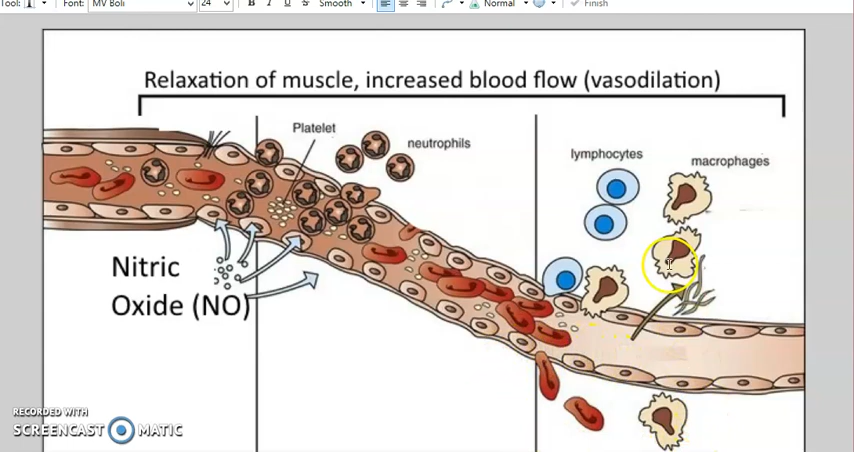 Tool: Font: MV Boli 24 B I U S Smooth Normal Finish
Relaxation of muscle, increased blood flow (vasodilation)
Platelet
neutrophils
lymphocytes
macrophages
Nitric
Oxide (NO)
RECORDED WITH
SCREENCAST MATIC